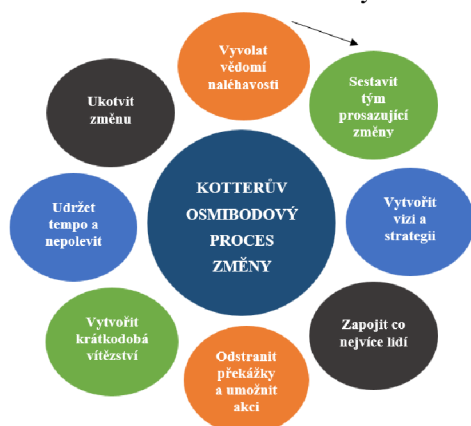 Vyvolat
vědomí
naléhavosti
Sestavit
tým
prosazující
změny
Vytvořit
vizi a
strategii
Zapojit co
nejvíce lidí
Odstranit
překážky
a umožnit
akci
Vytvořit
krátkodobá
vítězství
Udržet
tempo a
nepolevit
Ukotvit
změnu
KOTTERŮV
OSMIBODOVÝ
PROCES
ZMĚNY